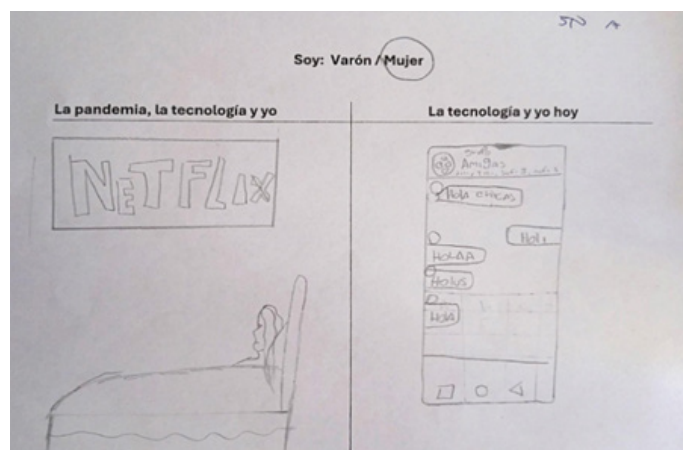 5º A
Soy: Varón / Mujer
La pandemia, la tecnología y yo
La tecnología y yo hoy
NETFLIX
Amigas
Hola chicas
Hola
HOLAA
Holus
Hola